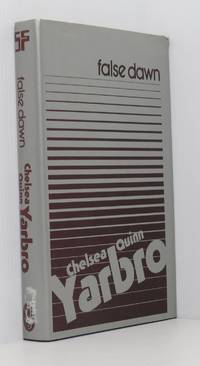 SF
false dawn
Chelsea
Quinn
Yarbro
false dawn
Chelsea Quinn
Yarbro